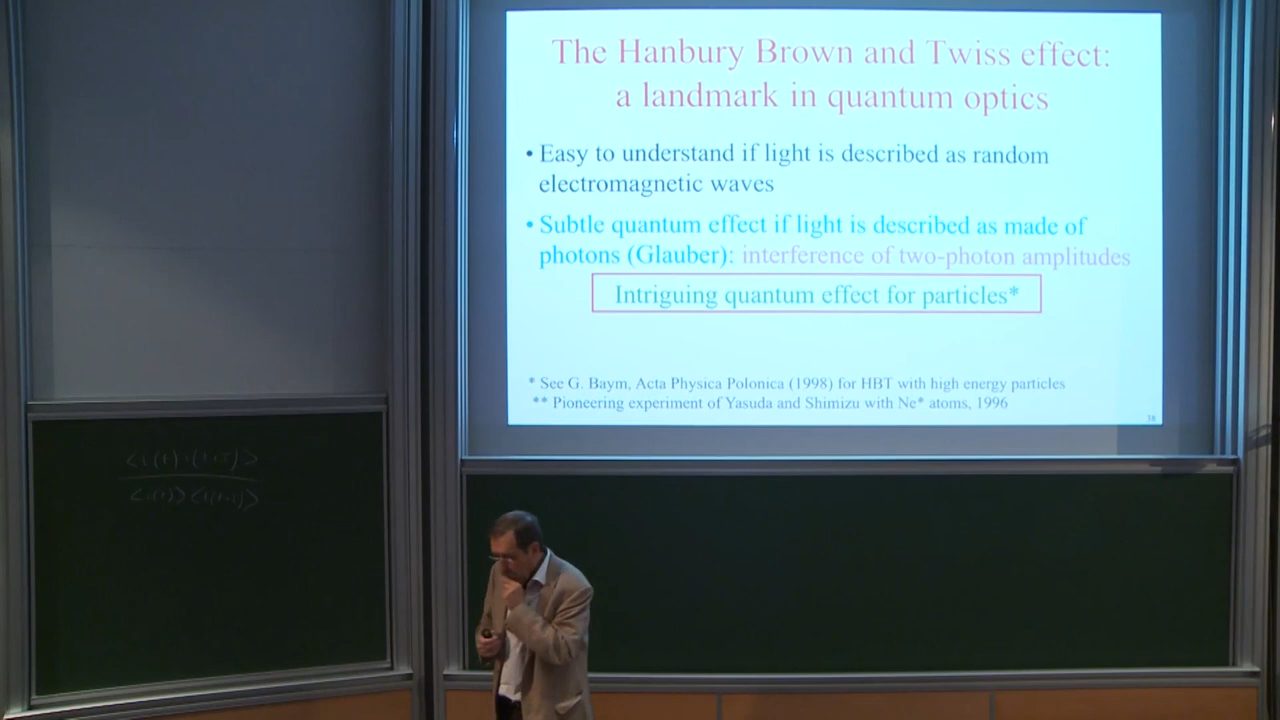 The Hanbury Brown and Twiss effect:
a landmark in quantum optics
• Easy to understand if light is described as random
electromagnetic waves
• Subtle quantum effect if light is described as made of
photons (Glauber): interference of two-photon amplitudes
Intriguing quantum effect for particles*
* See G. Baym, Acta Physica Polonica (1998) for HBT with high energy particles
** Pioneering experiment of Yasuda and Shimizu with Ne* atoms, 1996
38